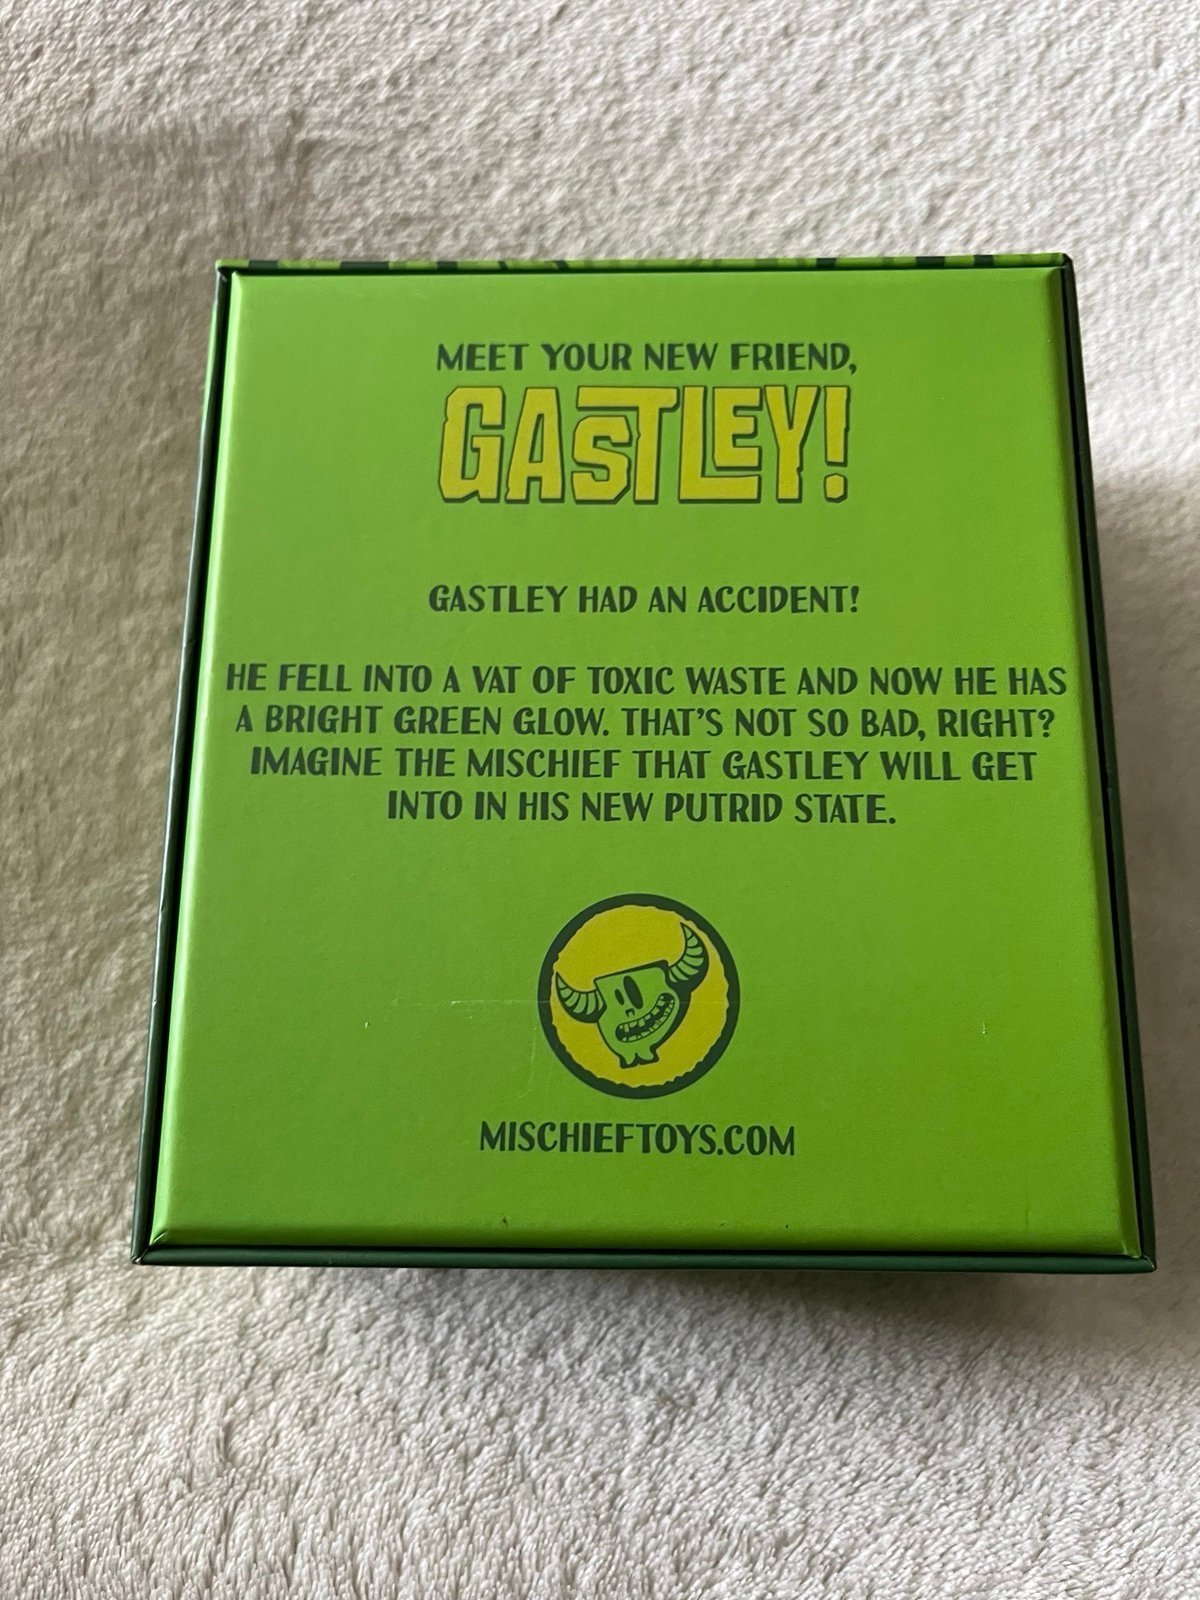 MEET YOUR NEW FRIEND,
GASTLEY!
GASTLEY HAD AN ACCIDENT!
HE FELL INTO A VAT OF TOXIC WASTE AND NOW HE HAS
A BRIGHT GREEN GLOW. THAT'S NOT SO BAD, RIGHT?
IMAGINE THE MISCHIEF THAT GASTLEY WILL GET
INTO IN HIS NEW PUTRID STATE.
MISCHIEFTOYS.COM